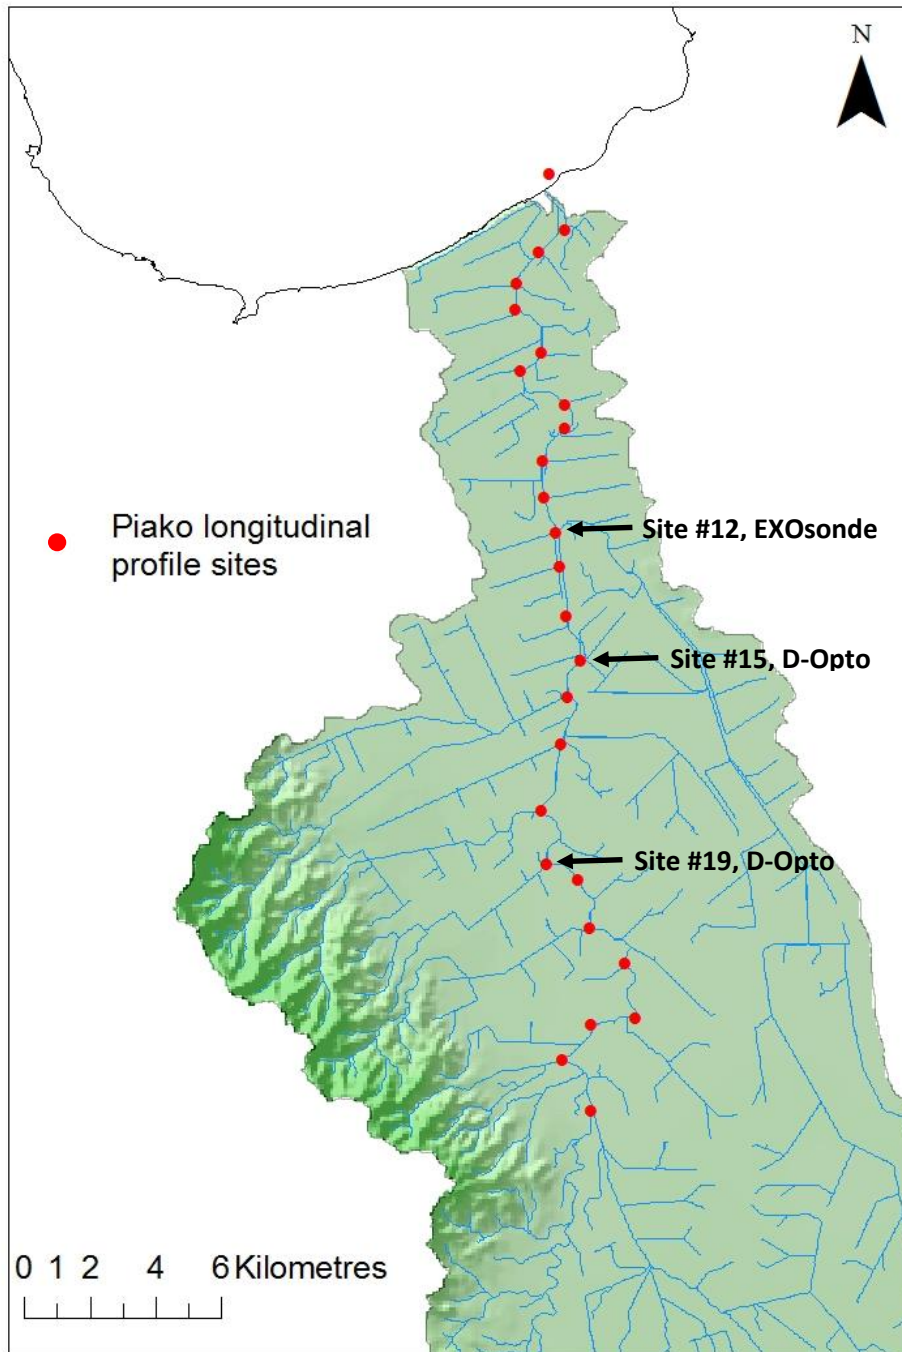 N
Site #12, EXOsonde
Piako longitudinal
profile sites
Site #15, D-Opto
Site #19, D-Opto
0 1 2 4 6 Kilometres